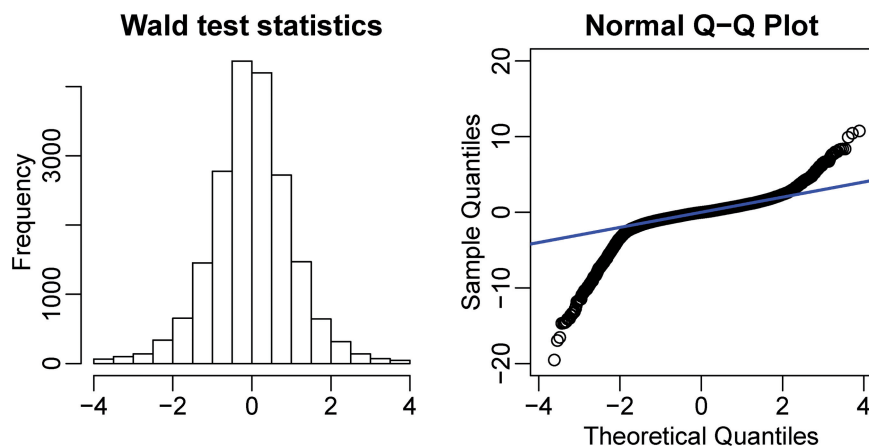 Wald test statistics
Frequency
3000
1000
0
−4 −2 0 2 4
Normal Q−Q Plot
Sample Quantiles
20
10
0
−10
−20
−4 −2 0 2 4
Theoretical Quantiles